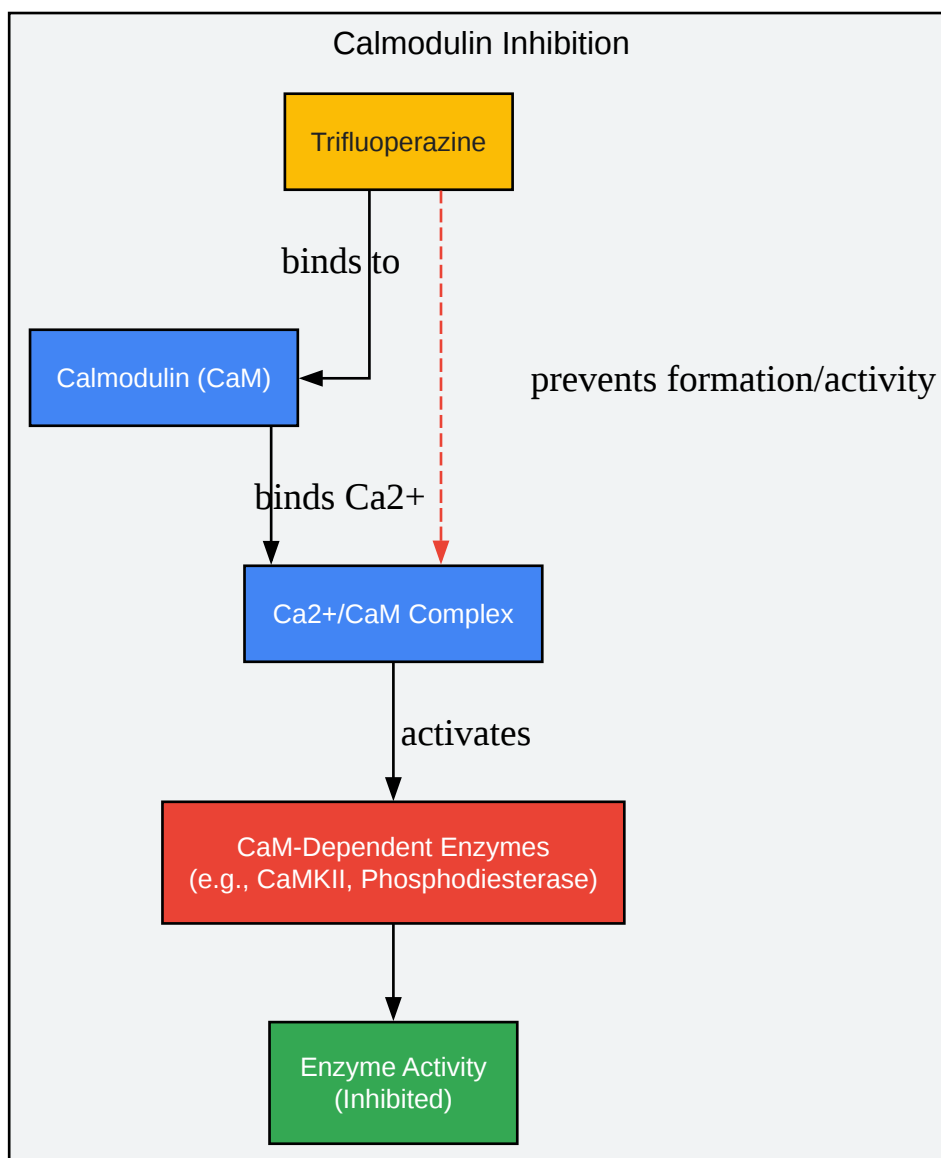 Calmodulin Inhibition
Trifluoperazine
binds to
Calmodulin (CaM)
prevents formation/activity
binds Ca2+
Ca2+/CaM Complex
activates
CaM-Dependent Enzymes
(e.g., CaMKII, Phosphodiesterase)
Enzyme Activity
(Inhibited)